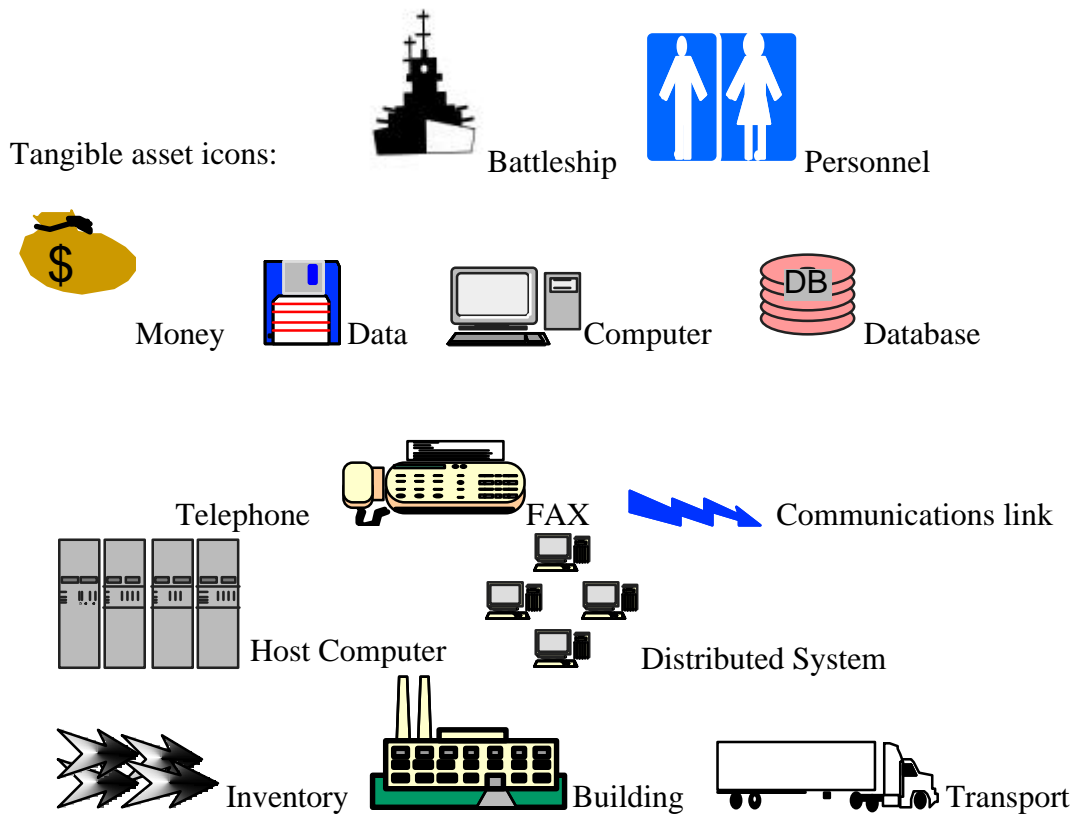 Tangible asset icons:
Battleship
Personnel
$
Money
Data
Computer
DB
Database
Telephone
FAX
Communications link
Host Computer
Distributed System
Inventory
Building
Transport